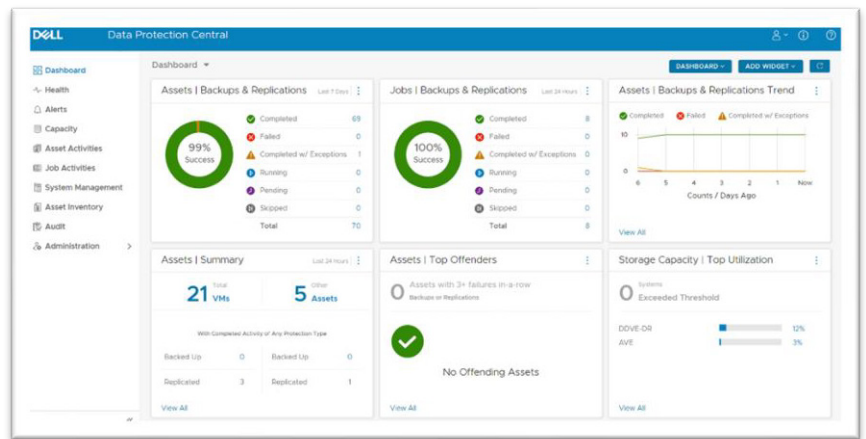 DELL Data Protection Central
Dashboard
Health
Alerts
Capacity
Asset Activities
Job Activities
System Management
Asset Inventory
Audit
Administration
Dashboard
DASHBOARD
ADD WIDGET
Assets | Backups & Replications Last 7 Days
99%
Success
Completed 69
Failed 0
Completed w/ Exceptions 1
Running 0
Pending 0
Skipped 0
Total 70
Jobs | Backups & Replications Last 24 Hours
100%
Success
Completed 8
Failed 0
Completed w/ Exceptions 0
Running 0
Pending 0
Skipped 0
Total 8
Assets | Backups & Replications Trend
Completed Failed Completed w/ Exceptions
10
0
6 5 4 3 2 1 Now
Counts / Days Ago
View All
Assets | Summary Last 24 Hours
21 Total VMs
5 Other Assets
With Completed Activity of Any Protection Type
Backed Up 0 Backed Up 0
Replicated 3 Replicated 1
View All
Assets | Top Offenders
0 Assets with 3+ failures in-a-row
Backups or Replications
No Offending Assets
View All
Storage Capacity | Top Utilization
0 Systems
Exceeded Threshold
DDVE-DR 12%
AVE 3%
View All